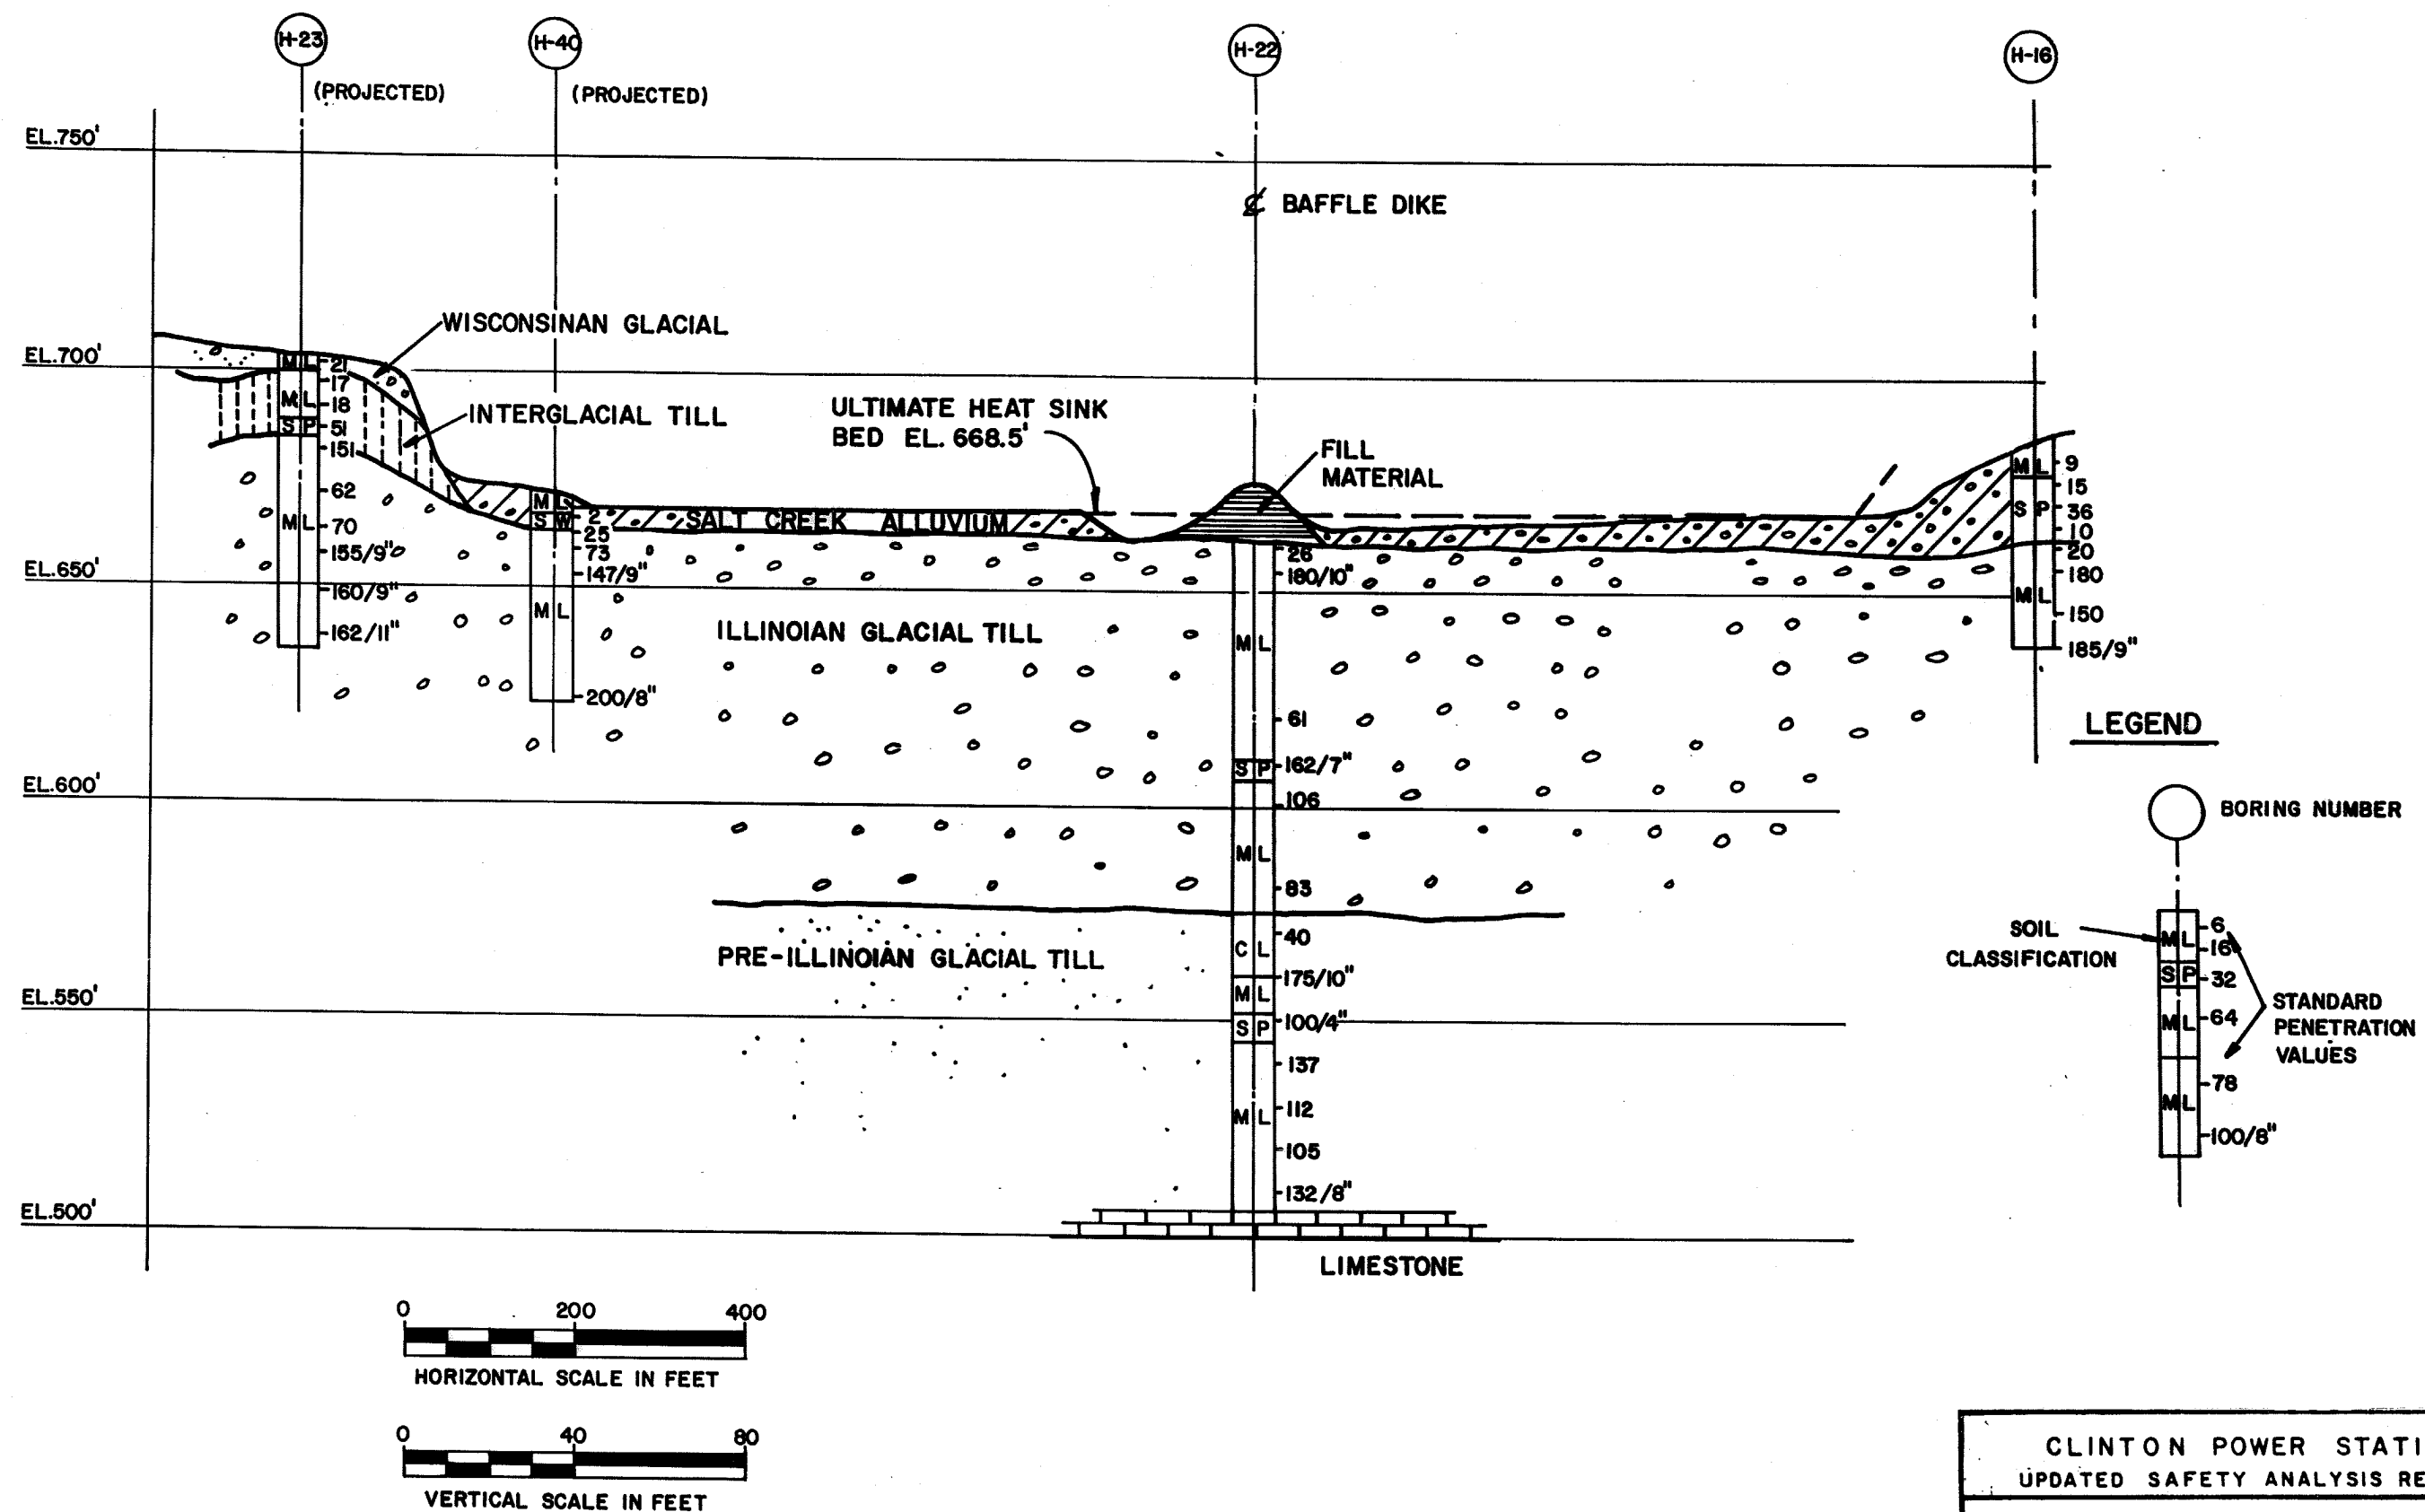 H-23
H-40
H-22
H-16
(PROJECTED)
(PROJECTED)
EL.750'
℄ BAFFLE DIKE
WISCONSINAN GLACIAL
EL.700'
INTERGLACIAL TILL
ULTIMATE HEAT SINK
BED EL. 668.5'
FILL
MATERIAL
ML
21
17
ML
18
SP
51
151
62
ML
70
155/9"
160/9"
162/11"
ML
SW
2
25
73
147/9"
ML
200/8"
SALT CREEK ALLUVIUM
EL.650'
ILLINOIAN GLACIAL TILL
26
180/10"
ML
61
SP
162/7"
106
ML
83
CL
40
175/10"
ML
SP
100/4"
137
ML
112
105
132/8"
ML
9
15
SP
36
10
20
180
ML
150
185/9"
EL.600'
PRE-ILLINOIAN GLACIAL TILL
EL.550'
EL.500'
LIMESTONE
LEGEND
BORING NUMBER
SOIL
CLASSIFICATION
ML
6
16
SP
32
ML
64
78
ML
100/8"
STANDARD
PENETRATION
VALUES
0 200 400
HORIZONTAL SCALE IN FEET
0 40 80
VERTICAL SCALE IN FEET
CLINTON POWER STATI
UPDATED SAFETY ANALYSIS RE